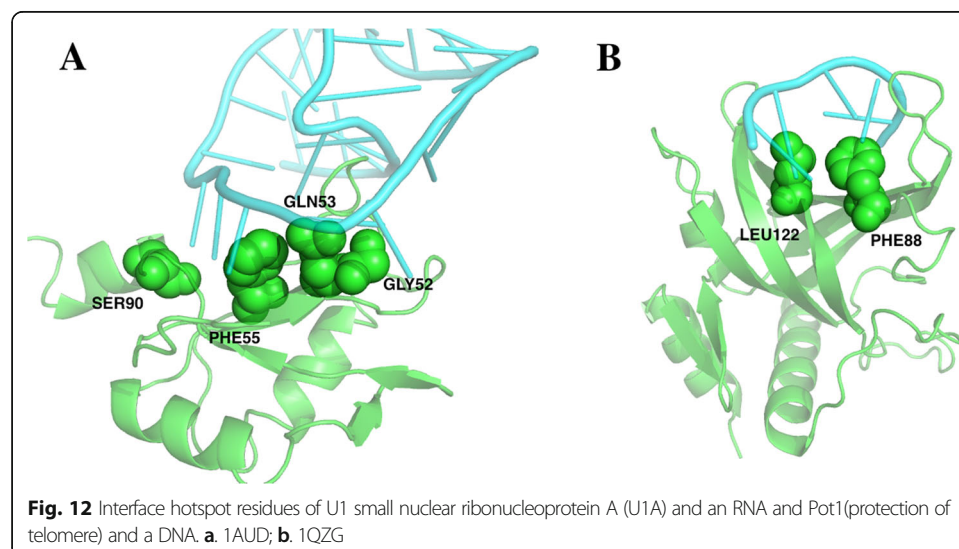 A
B
GLN53
LEU122
PHE88
GLY52
SER90
PHE55
Fig. 12 Interface hotspot residues of U1 small nuclear ribonucleoprotein A (U1A) and an RNA and Pot1(protection of
telomere) and a DNA. a. 1AUD; b. 1QZG